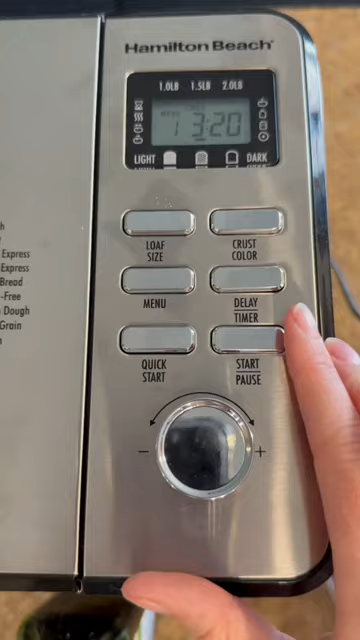 Hamilton Beach
1.0LB 1.5LB 2.0LB
1 3:20
LIGHT DARK
LOAF
SIZE
CRUST
COLOR
MENU
DELAY
TIMER
QUICK
START
START
PAUSE
- +
Express
Express
Bread
-Free
Dough
Grain